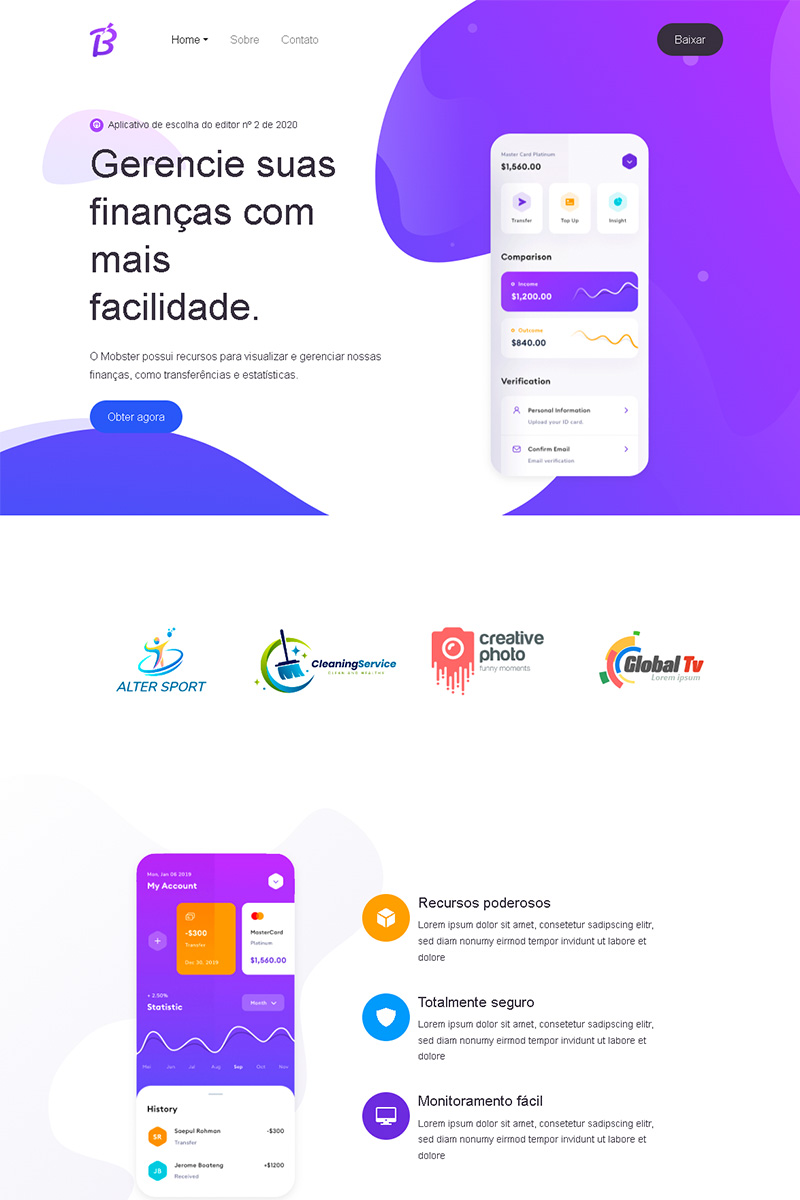 Home Sobre Contato
Baixar
Aplicativo de escolha do editor nº 2 de 2020
Gerencie suas
finanças com
mais
facilidade.
O Mobster possui recursos para visualizar e gerenciar nossas
finanças, como transferências e estatísticas.
Obter agora
Master Card Platinum
$1,560.00
Transfer Top Up Insight
Comparison
Income
$1,200.00
Outcome
$840.00
Verification
Personal Information
Upload your ID card.
Confirm Email
Email verification
ALTER SPORT
CleaningService
CLEAN AND HEALTHY
creative
photo
funny moments
Global Tv
Lorem ipsum
Mon, Jan 06 2019
My Account
-$300
Transfer
Dec 30, 2019
MasterCard
Platinum
$1,560.00
+ 2,50%
Statistic
Month
Mei Jun Jul Aug Sep Oct Nov
History
SR
Saepul Rohman
-$300
Transfer
JB
Jerome Boateng
+$1200
Received
Recursos poderosos
Lorem ipsum dolor sit amet, consetetur sadipscing elitr,
sed diam nonumy eirmod tempor invidunt ut labore et
dolore
Totalmente seguro
Lorem ipsum dolor sit amet, consetetur sadipscing elitr,
sed diam nonumy eirmod tempor invidunt ut labore et
dolore
Monitoramento fácil
Lorem ipsum dolor sit amet, consetetur sadipscing elitr,
sed diam nonumy eirmod tempor invidunt ut labore et
dolore